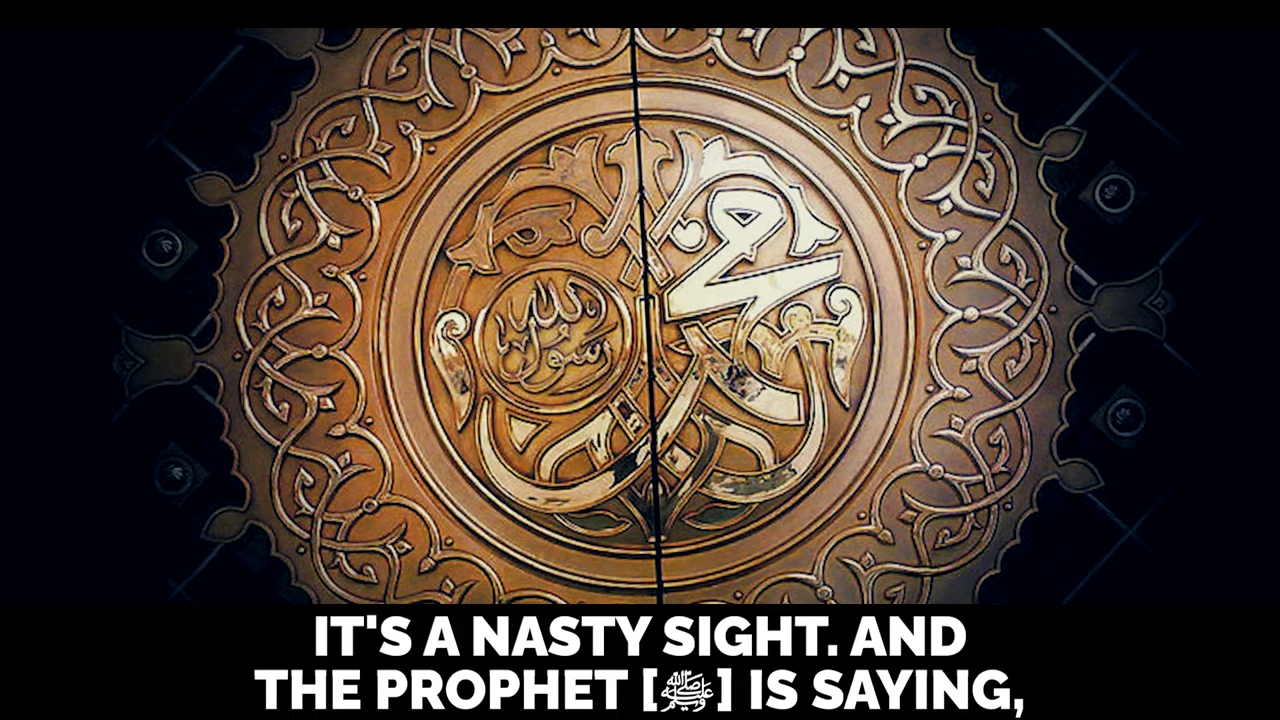 محمد
رسول الله
IT'S A NASTY SIGHT. AND
THE PROPHET [ﷺ] IS SAYING,